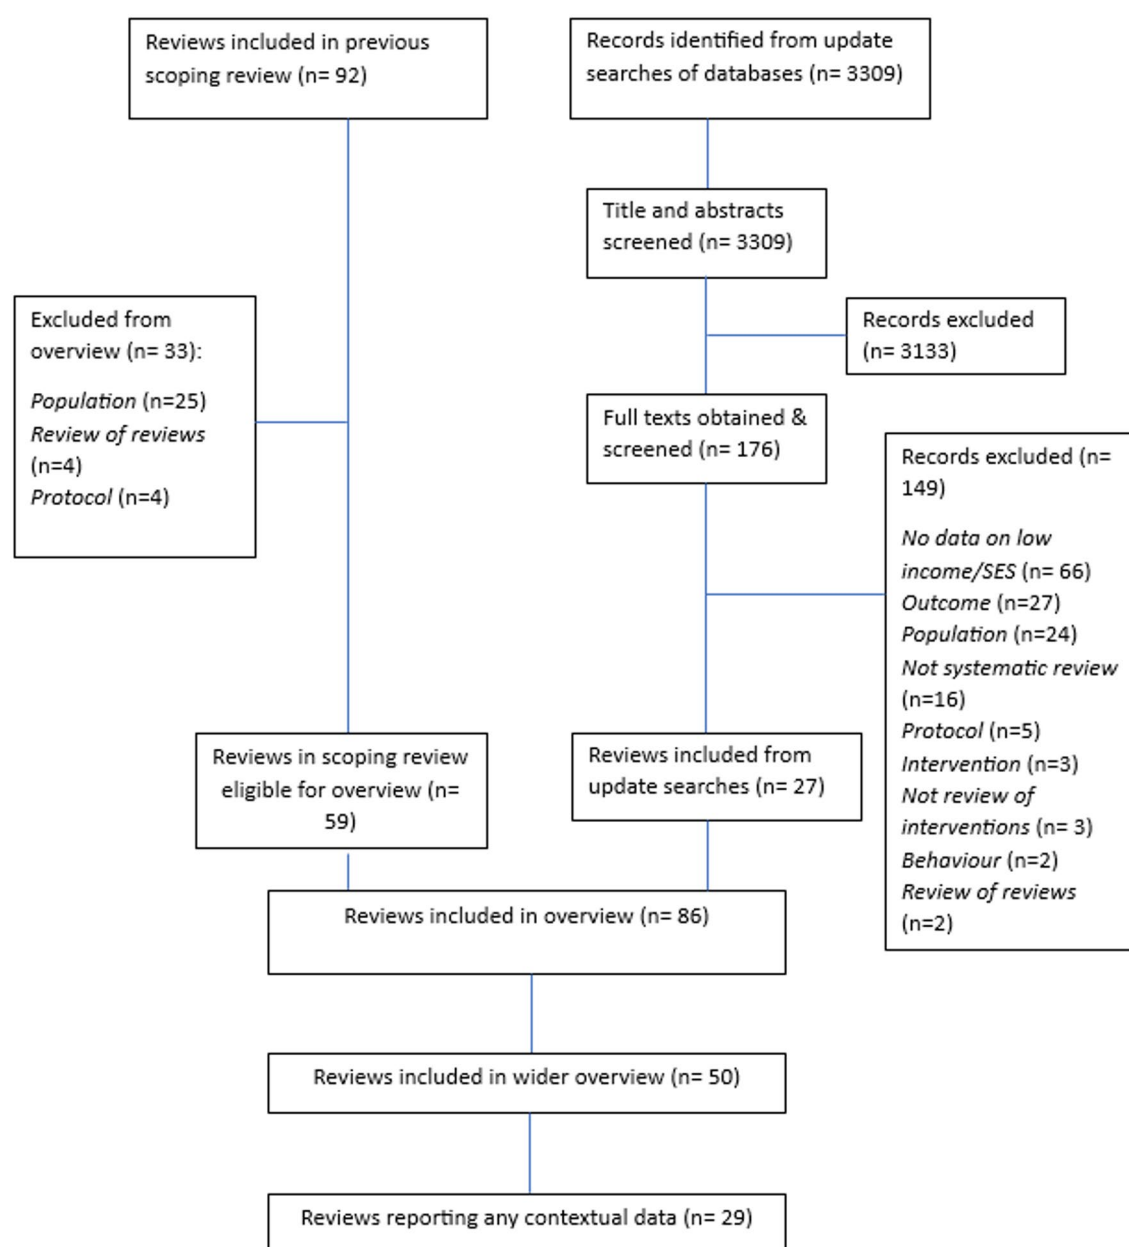 Reviews included in previous
scoping review (n= 92)
Records identified from update
searches of databases (n= 3309)
Title and abstracts
screened (n= 3309)
Excluded from
overview (n= 33):
Population (n=25)
Review of reviews
(n=4)
Protocol (n=4)
Records excluded
(n= 3133)
Full texts obtained &
screened (n= 176)
Records excluded (n=
149)
No data on low
income/SES (n= 66)
Outcome (n=27)
Population (n=24)
Not systematic review
(n=16)
Protocol (n=5)
Intervention (n=3)
Not review of
interventions (n= 3)
Behaviour (n=2)
Review of reviews
(n=2)
Reviews in scoping review
eligible for overview (n=
59)
Reviews included from
update searches (n= 27)
Reviews included in overview (n= 86)
Reviews included in wider overview (n= 50)
Reviews reporting any contextual data (n= 29)